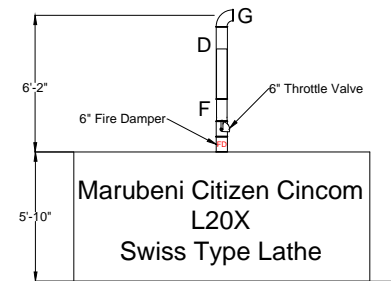 G
D
6'-2"
F
6" Throttle Valve
6" Fire Damper
FD
5'-10"
Marubeni Citizen Cincom
L20X
Swiss Type Lathe